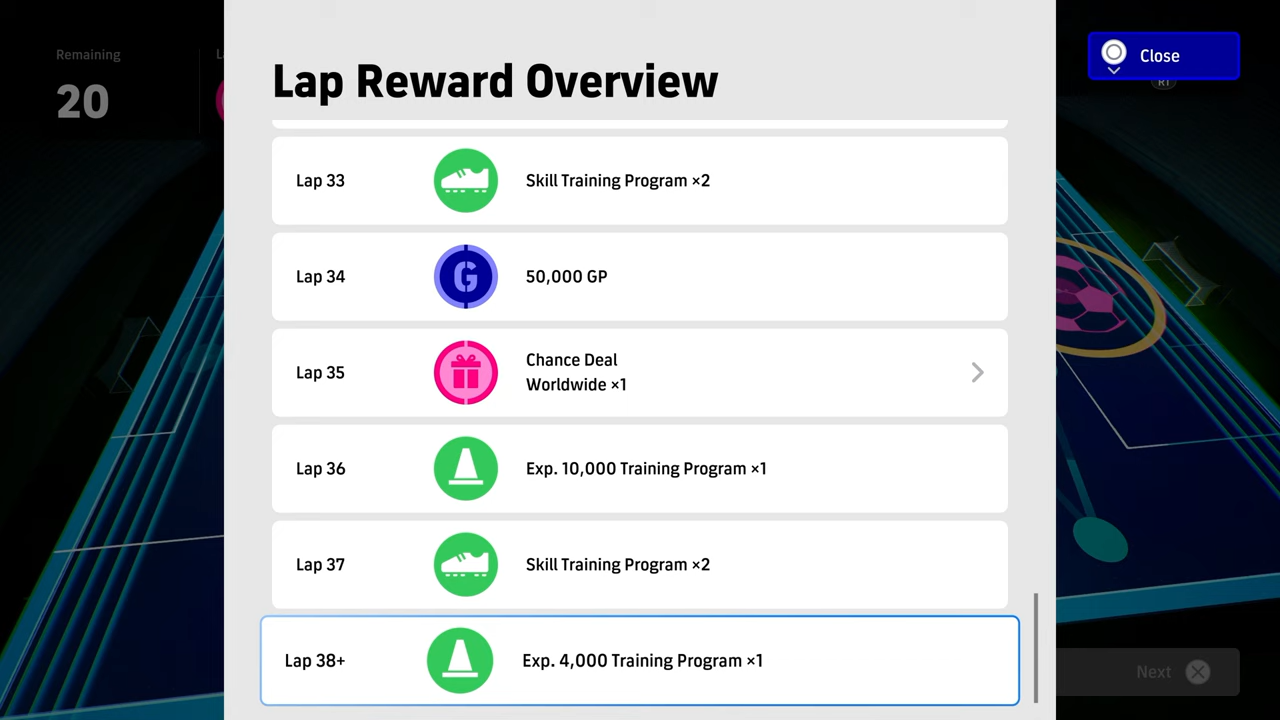 Remaining
20
Lap Reward Overview
Close
R1
Lap 33
Skill Training Program ×2
Lap 34
G
50,000 GP
Lap 35
Chance Deal
Worldwide ×1
Lap 36
Exp. 10,000 Training Program ×1
Lap 37
Skill Training Program ×2
Lap 38+
Exp. 4,000 Training Program ×1
Next